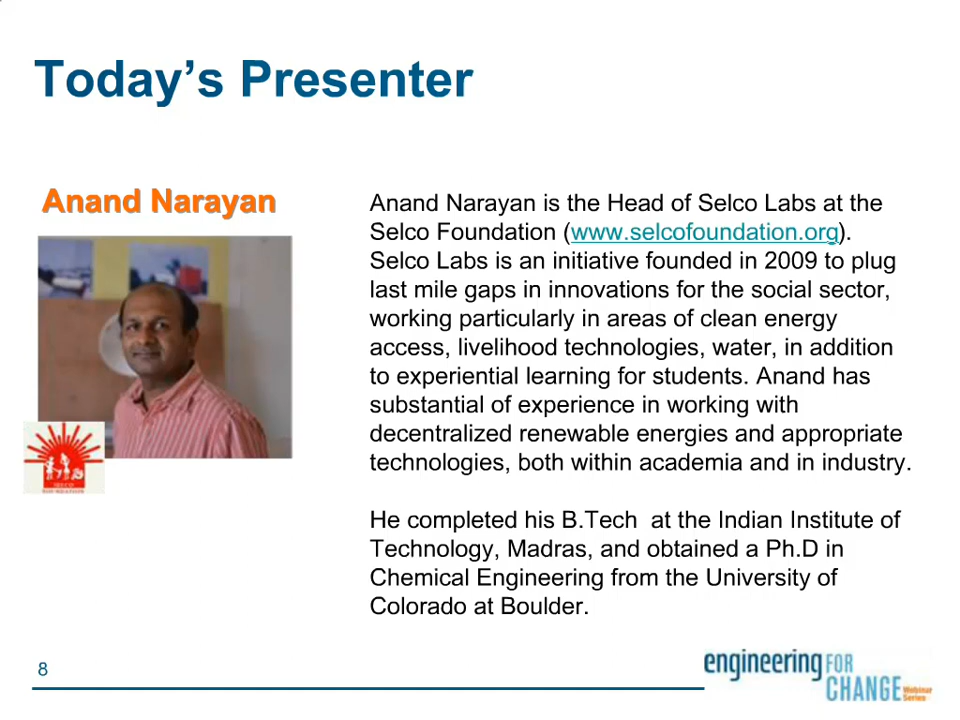 Today’s Presenter
Anand Narayan
Anand Narayan is the Head of Selco Labs at the
Selco Foundation (www.selcofoundation.org).
Selco Labs is an initiative founded in 2009 to plug
last mile gaps in innovations for the social sector,
working particularly in areas of clean energy
access, livelihood technologies, water, in addition
to experiential learning for students. Anand has
substantial of experience in working with
decentralized renewable energies and appropriate
technologies, both within academia and in industry.
He completed his B.Tech  at the Indian Institute of
Technology, Madras, and obtained a Ph.D in
Chemical Engineering from the University of
Colorado at Boulder.
8
engineering FOR
CHANGE Webinar
Series